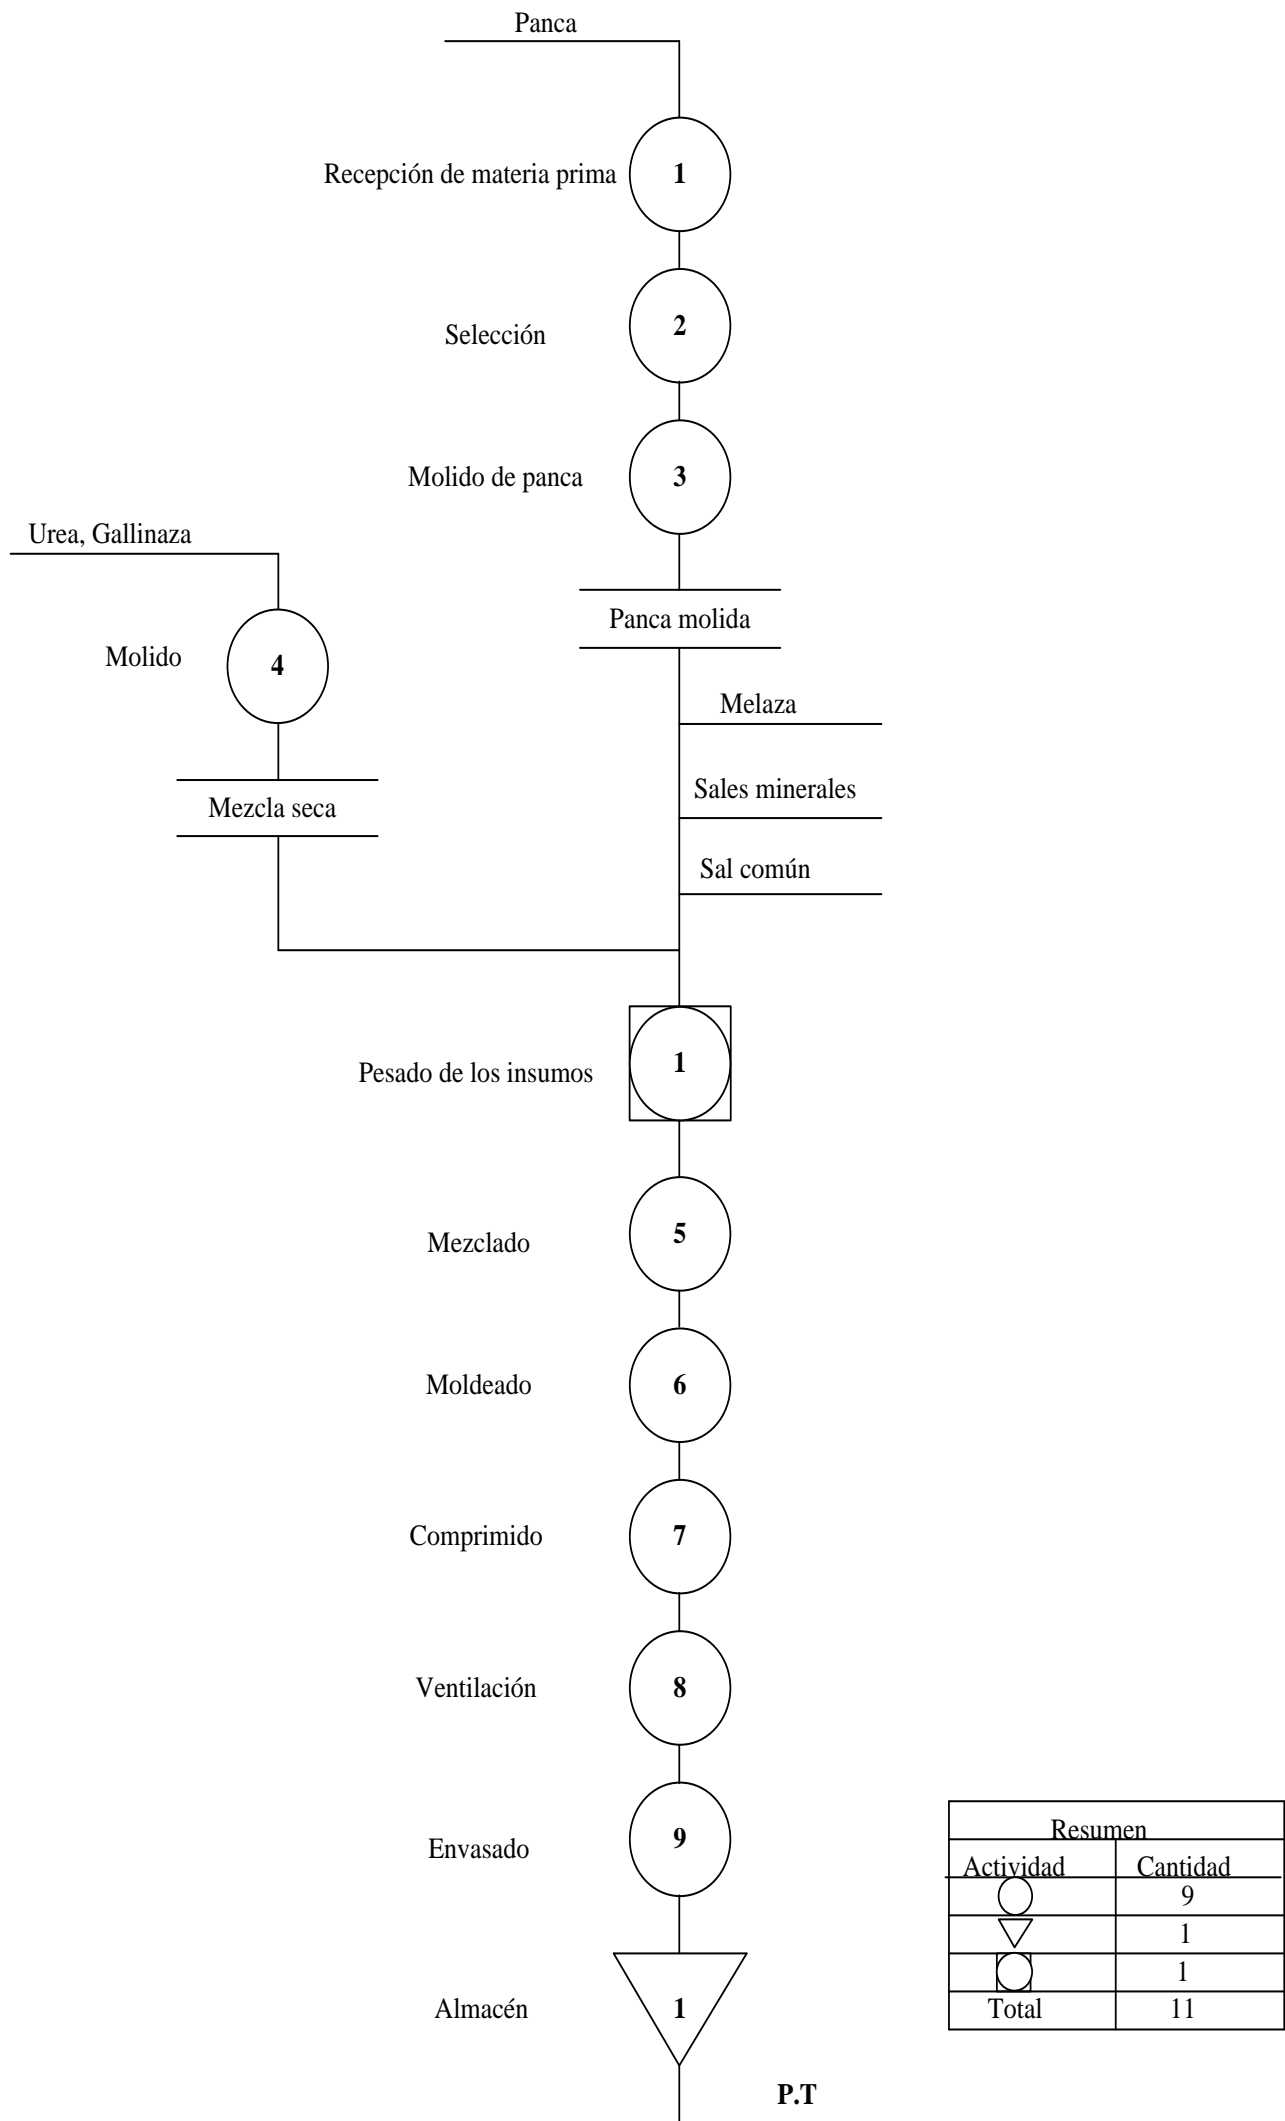 Panca
Recepción de materia prima 1
Selección 2
Molido de panca 3
Urea, Gallinaza
Panca molida
Molido 4
Melaza
Sales minerales
Mezcla seca
Sal común
Pesado de los insumos 1
Mezclado 5
Moldeado 6
Comprimido 7
Ventilación 8
Envasado 9
Almacén 1
P.T
Resumen
Actividad Cantidad
9
1
1
Total 11